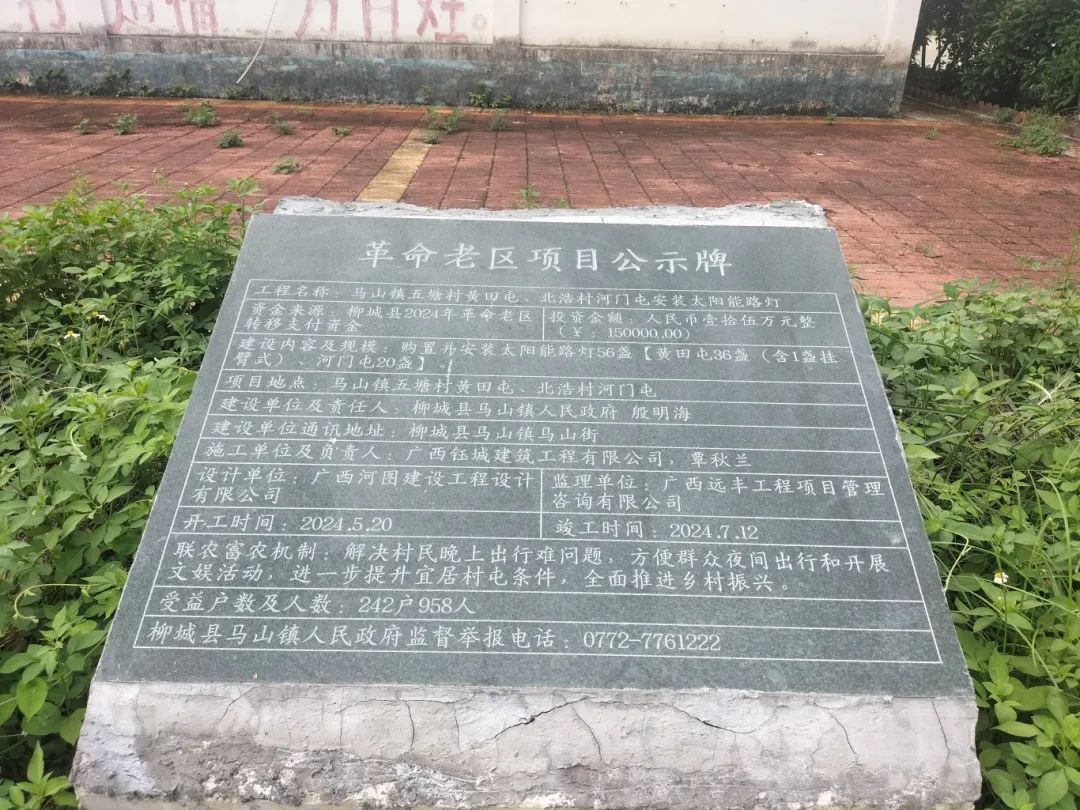 万日红。
革命老区项目公示牌
工程名称：马山镇五塘村黄田屯、北浩村河门屯安装太阳能路灯
资金来源：柳城县2024年革命老区
转移支付资金
投资金额：人民币壹拾伍万元整
（￥：150000.00）
建设内容及规模：购置并安装太阳能路灯56盏【黄田屯36盏（含1盏挂
臂式）、河门屯20盏】。
项目地点：马山镇五塘村黄田屯、北浩村河门屯
建设单位及责任人：柳城县马山镇人民政府 殷明海
建设单位通讯地址：柳城县马山镇马山街
施工单位及负责人：广西钰城建筑工程有限公司，覃秋兰
设计单位：广西河图建设工程设计
有限公司
监理单位：广西远丰工程项目管理
咨询有限公司
开工时间：2024.5.20
竣工时间：2024.7.12
联农富农机制：解决村民晚上出行难问题，方便群众夜间出行和开展
文娱活动，进一步提升宜居村屯条件，全面推进乡村振兴。
受益户数及人数：242户958人
柳城县马山镇人民政府监督举报电话：0772-7761222